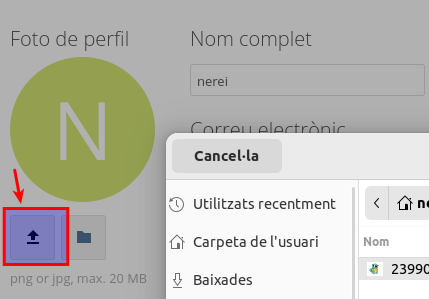 Foto de perfil
Nom complet
N
nerei
Correu electrònic
Cancel·la
Utilitzats recentment
Carpeta de l'usuari
Baixades
Nom
23990
png or jpg, max. 20 MB